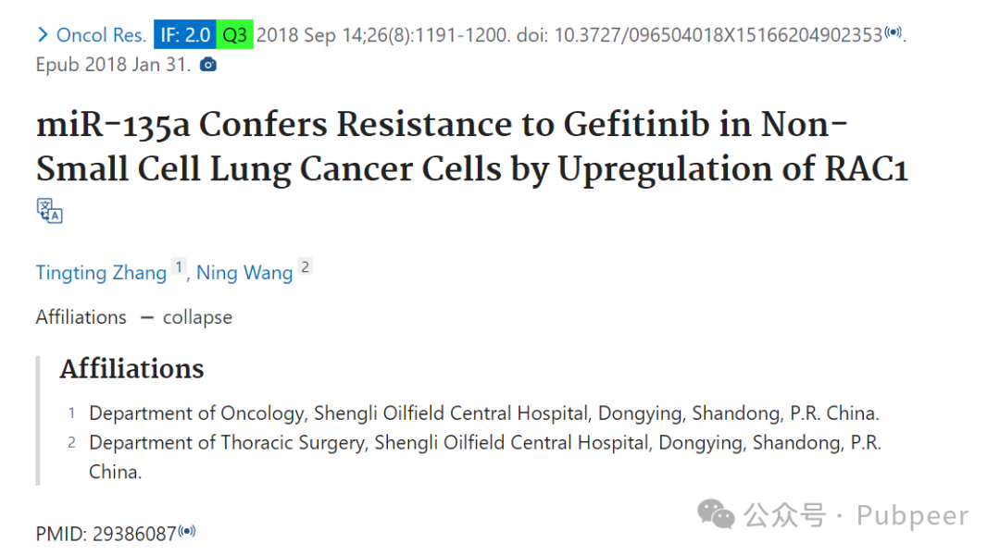 Oncol Res. IF: 2.0 Q3 2018 Sep 14;26(8):1191-1200. doi: 10.3727/096504018X15166204902353.
Epub 2018 Jan 31.
miR-135a Confers Resistance to Gefitinib in Non-
Small Cell Lung Cancer Cells by Upregulation of RAC1
文A
Tingting Zhang 1, Ning Wang 2
Affiliations — collapse
Affiliations
1 Department of Oncology, Shengli Oilfield Central Hospital, Dongying, Shandong, P.R. China.
2 Department of Thoracic Surgery, Shengli Oilfield Central Hospital, Dongying, Shandong, P.R.
China.
公众号 · Pubpeer
PMID: 29386087